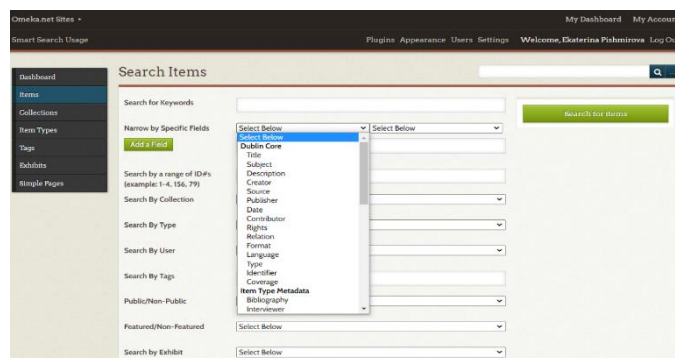 Omeka.net Sites
My Dashboard My Accour
Smart Search Usage
Plugins Appearance Users Settings Welcome, Ekaterina Pishmirova Log Ou
Dashboard
Items
Collections
Item Types
Tags
Exhibits
Simple Pages
Search Items
Search for Keywords
Narrow by Specific Fields
Select Below
Select Below
Add a Field
Select Below
Dublin Core
Title
Subject
Description
Creator
Source
Publisher
Date
Contributor
Rights
Relation
Format
Language
Type
Identifier
Coverage
Item Type Metadata
Bibliography
Interviewer
Search by a range of ID#s
(example: 1-4, 156, 79)
Search By Collection
Search By Type
Search By User
Search By Tags
Public/Non-Public
Featured/Non-Featured
Select Below
Search by Exhibit
Select Below
Search for items